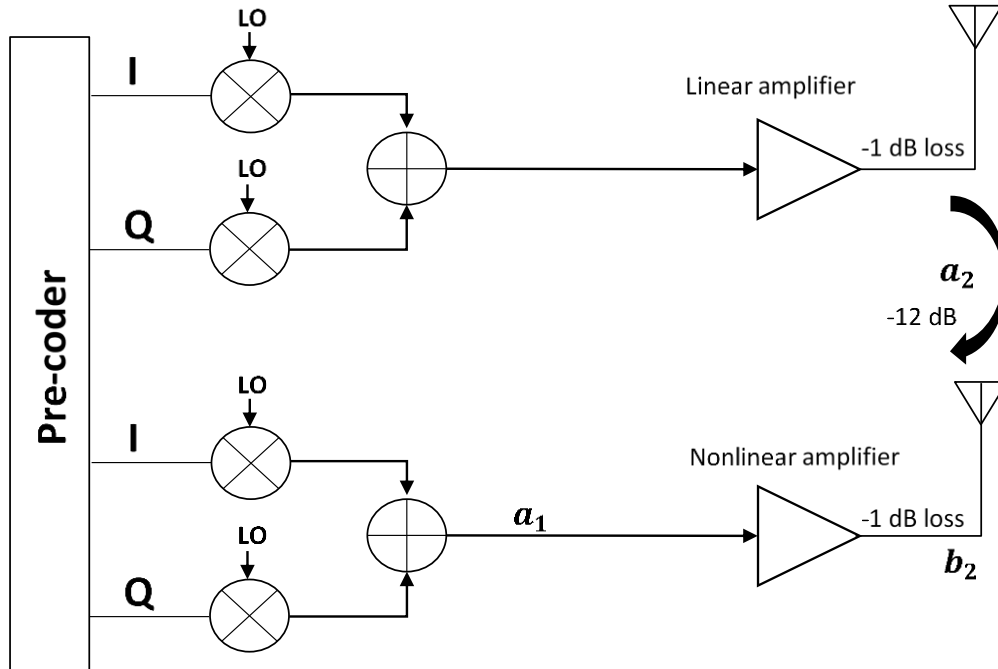 LO
I
Linear amplifier
-1 dB loss
LO
Q
a₂
-12 dB
Pre-coder
LO
I
Nonlinear amplifier
a₁
-1 dB loss
LO
b₂
Q